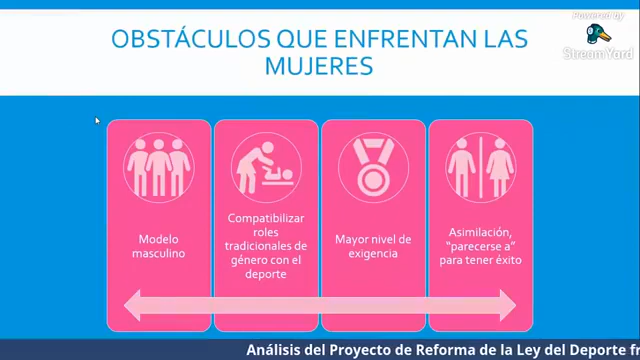 Powered by
StreamYard
OBSTÁCULOS QUE ENFRENTAN LAS
MUJERES
Modelo
masculino
Compatibilizar
roles
tradicionales de
género con el
deporte
Mayor nivel de
exigencia
Asimilación,
"parecerse a"
para tener éxito
Análisis del Proyecto de Reforma de la Ley del Deporte fr